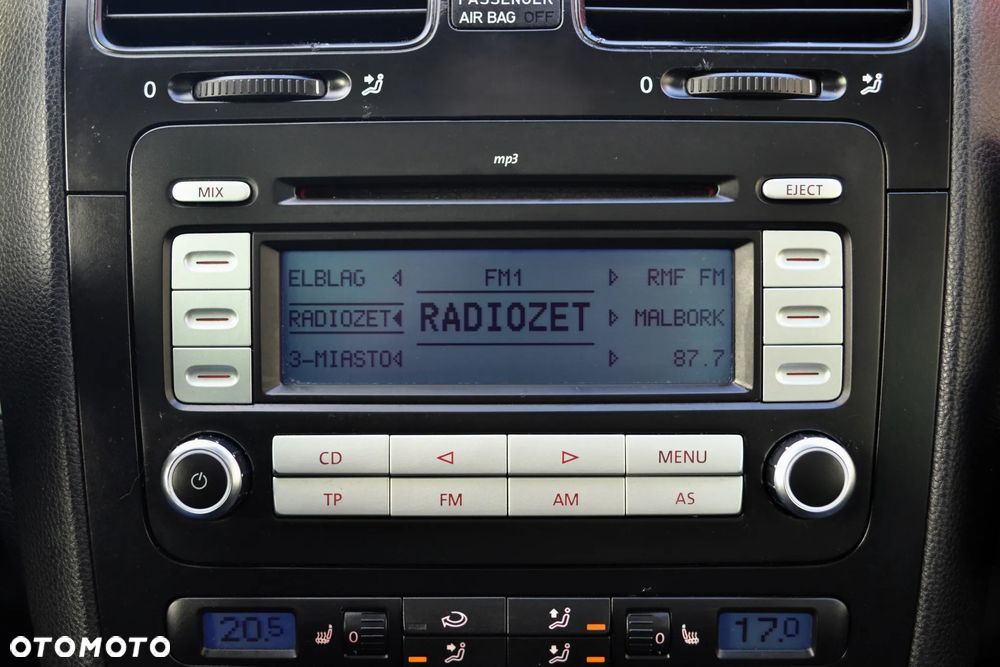 PASSENGER
AIR BAG OFF
0
0
mp3
MIX
EJECT
ELBLAG FM1 RMF FM
RADIOZET RADIOZET MALBORK
3-MIASTO 87.7
CD MENU
TP FM AM AS
20.5 0 0 17.0
OTOMOTO